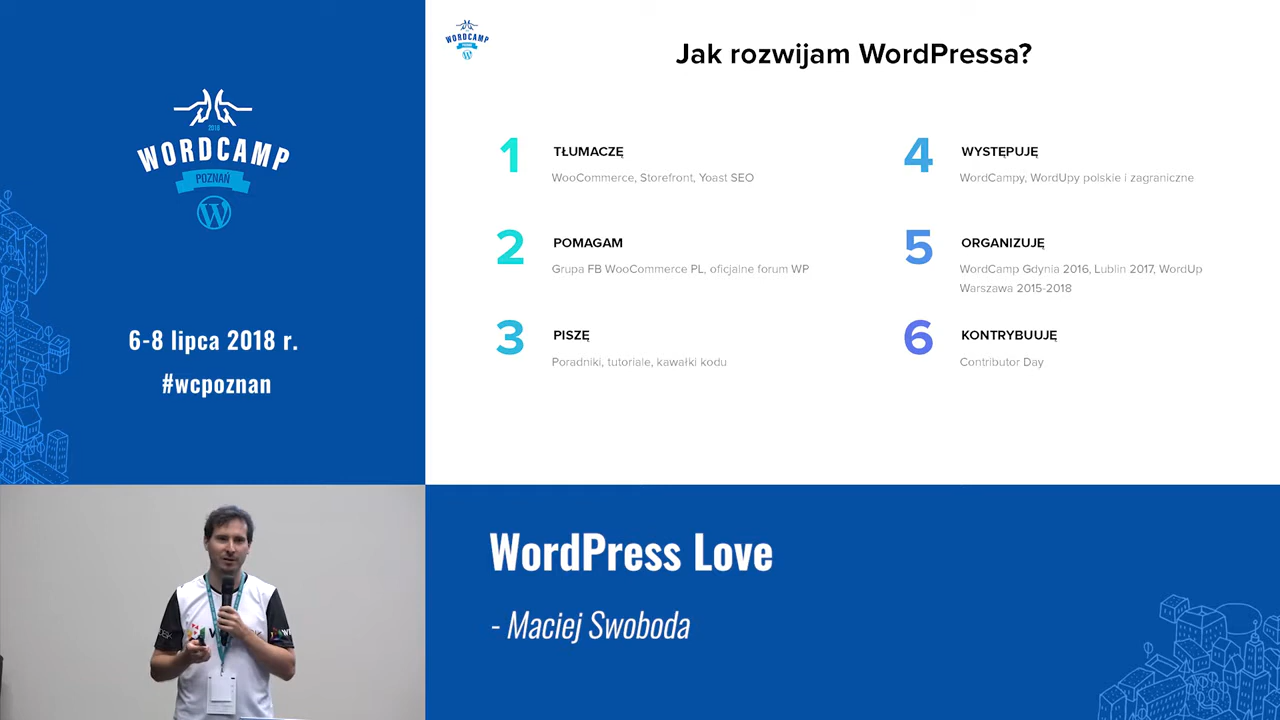 2018
WORDCAMP
POZNAŃ
6-8 lipca 2018 r.
#wcpoznan
WORDCAMP
Jak rozwijam WordPressa?
1 TŁUMACZĘ
WooCommerce, Storefront, Yoast SEO
2 POMAGAM
Grupa FB WooCommerce PL, oficjalne forum WP
3 PISZĘ
Poradniki, tutoriale, kawałki kodu
4 WYSTĘPUJĘ
WordCampy, WordUpy polskie i zagraniczne
5 ORGANIZUJĘ
WordCamp Gdynia 2016, Lublin 2017, WordUp
Warszawa 2015-2018
6 KONTRYBUUJĘ
Contributor Day
WordPress Love
- Maciej Swoboda